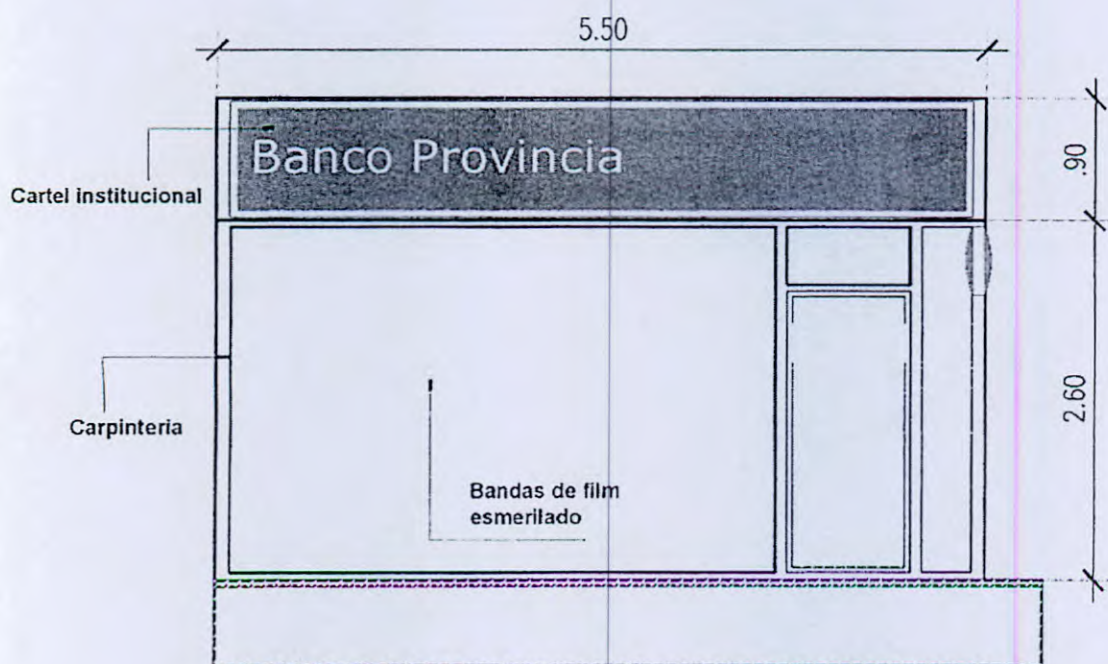 5.50
Banco Provincia
.90
Cartel institucional
2.60
Carpinteria
Bandas de film
esmerilado